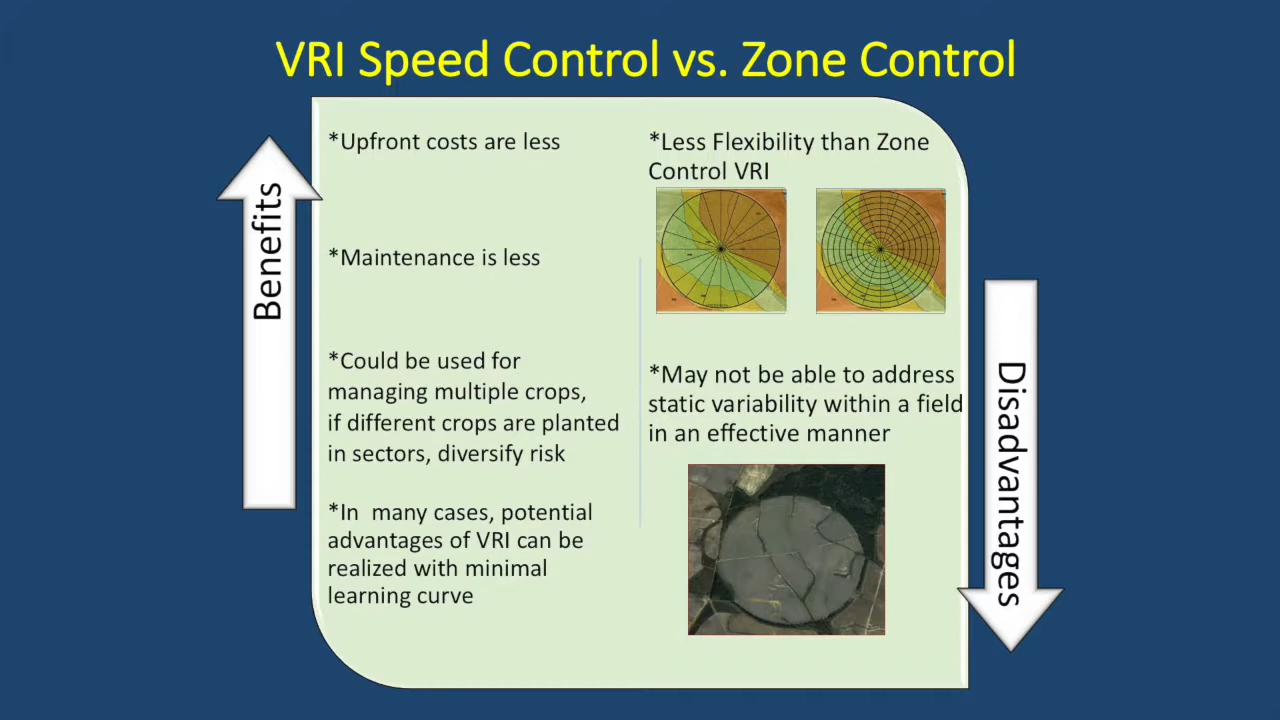 VRI Speed Control vs. Zone Control
Benefits
*Upfront costs are less
*Maintenance is less
*Could be used for
managing multiple crops,
if different crops are planted
in sectors, diversify risk
*In  many cases, potential
advantages of VRI can be
realized with minimal
learning curve
*Less Flexibility than Zone
Control VRI
*May not be able to address
static variability within a field
in an effective manner
Disadvantages